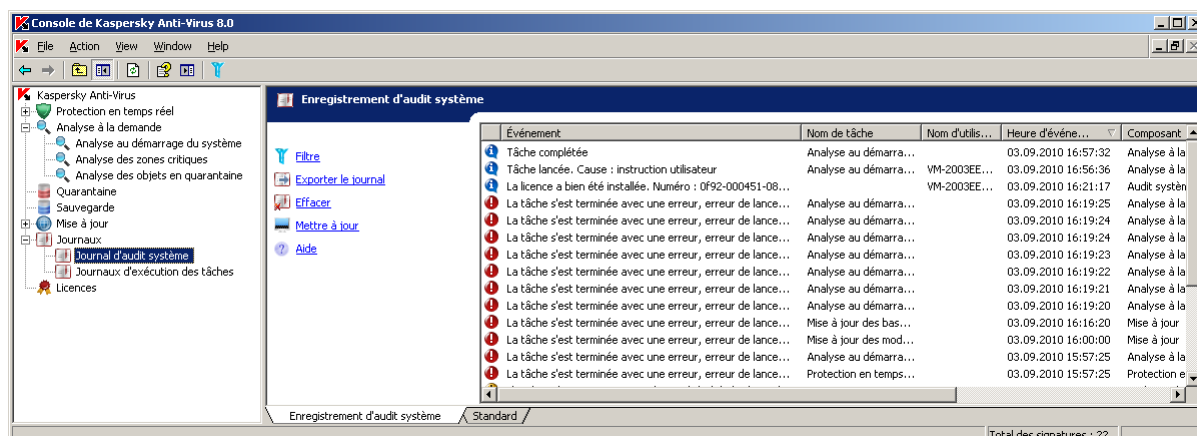 Console de Kaspersky Anti-Virus 8.0
File Action View Window Help
Kaspersky Anti-Virus
Protection en temps réel
Analyse à la demande
Analyse au démarrage du système
Analyse des zones critiques
Analyse des objets en quarantaine
Quarantaine
Sauvegarde
Mise à jour
Journaux
Journal d'audit système
Journaux d'exécution des tâches
Licences
Enregistrement d'audit système
Filtre
Exporter le journal
Effacer
Mettre à jour
Aide
Événement Nom de tâche Nom d'utilis... Heure d'événe... Composant
Tâche complétée Analyse au démarra... 03.09.2010 16:57:32 Analyse à la
Tâche lancée. Cause : instruction utilisateur Analyse au démarra... VM-2003EE... 03.09.2010 16:56:36 Analyse à la
La licence a bien été installée. Numéro : 0f92-000451-08... VM-2003EE... 03.09.2010 16:21:17 Audit systèm
La tâche s'est terminée avec une erreur, erreur de lance... Analyse au démarra... 03.09.2010 16:19:25 Analyse à la
La tâche s'est terminée avec une erreur, erreur de lance... Analyse au démarra... 03.09.2010 16:19:24 Analyse à la
La tâche s'est terminée avec une erreur, erreur de lance... Analyse au démarra... 03.09.2010 16:19:24 Analyse à la
La tâche s'est terminée avec une erreur, erreur de lance... Analyse au démarra... 03.09.2010 16:19:23 Analyse à la
La tâche s'est terminée avec une erreur, erreur de lance... Analyse au démarra... 03.09.2010 16:19:22 Analyse à la
La tâche s'est terminée avec une erreur, erreur de lance... Analyse au démarra... 03.09.2010 16:19:21 Analyse à la
La tâche s'est terminée avec une erreur, erreur de lance... Analyse au démarra... 03.09.2010 16:19:20 Analyse à la
La tâche s'est terminée avec une erreur, erreur de lance... Mise à jour des bas... 03.09.2010 16:16:20 Mise à jour
La tâche s'est terminée avec une erreur, erreur de lance... Mise à jour des mod... 03.09.2010 16:00:00 Mise à jour
La tâche s'est terminée avec une erreur, erreur de lance... Analyse au démarra... 03.09.2010 15:57:25 Analyse à la
La tâche s'est terminée avec une erreur, erreur de lance... Protection en temps... 03.09.2010 15:57:25 Protection e
Enregistrement d'audit système Standard
Total des signatures : 22